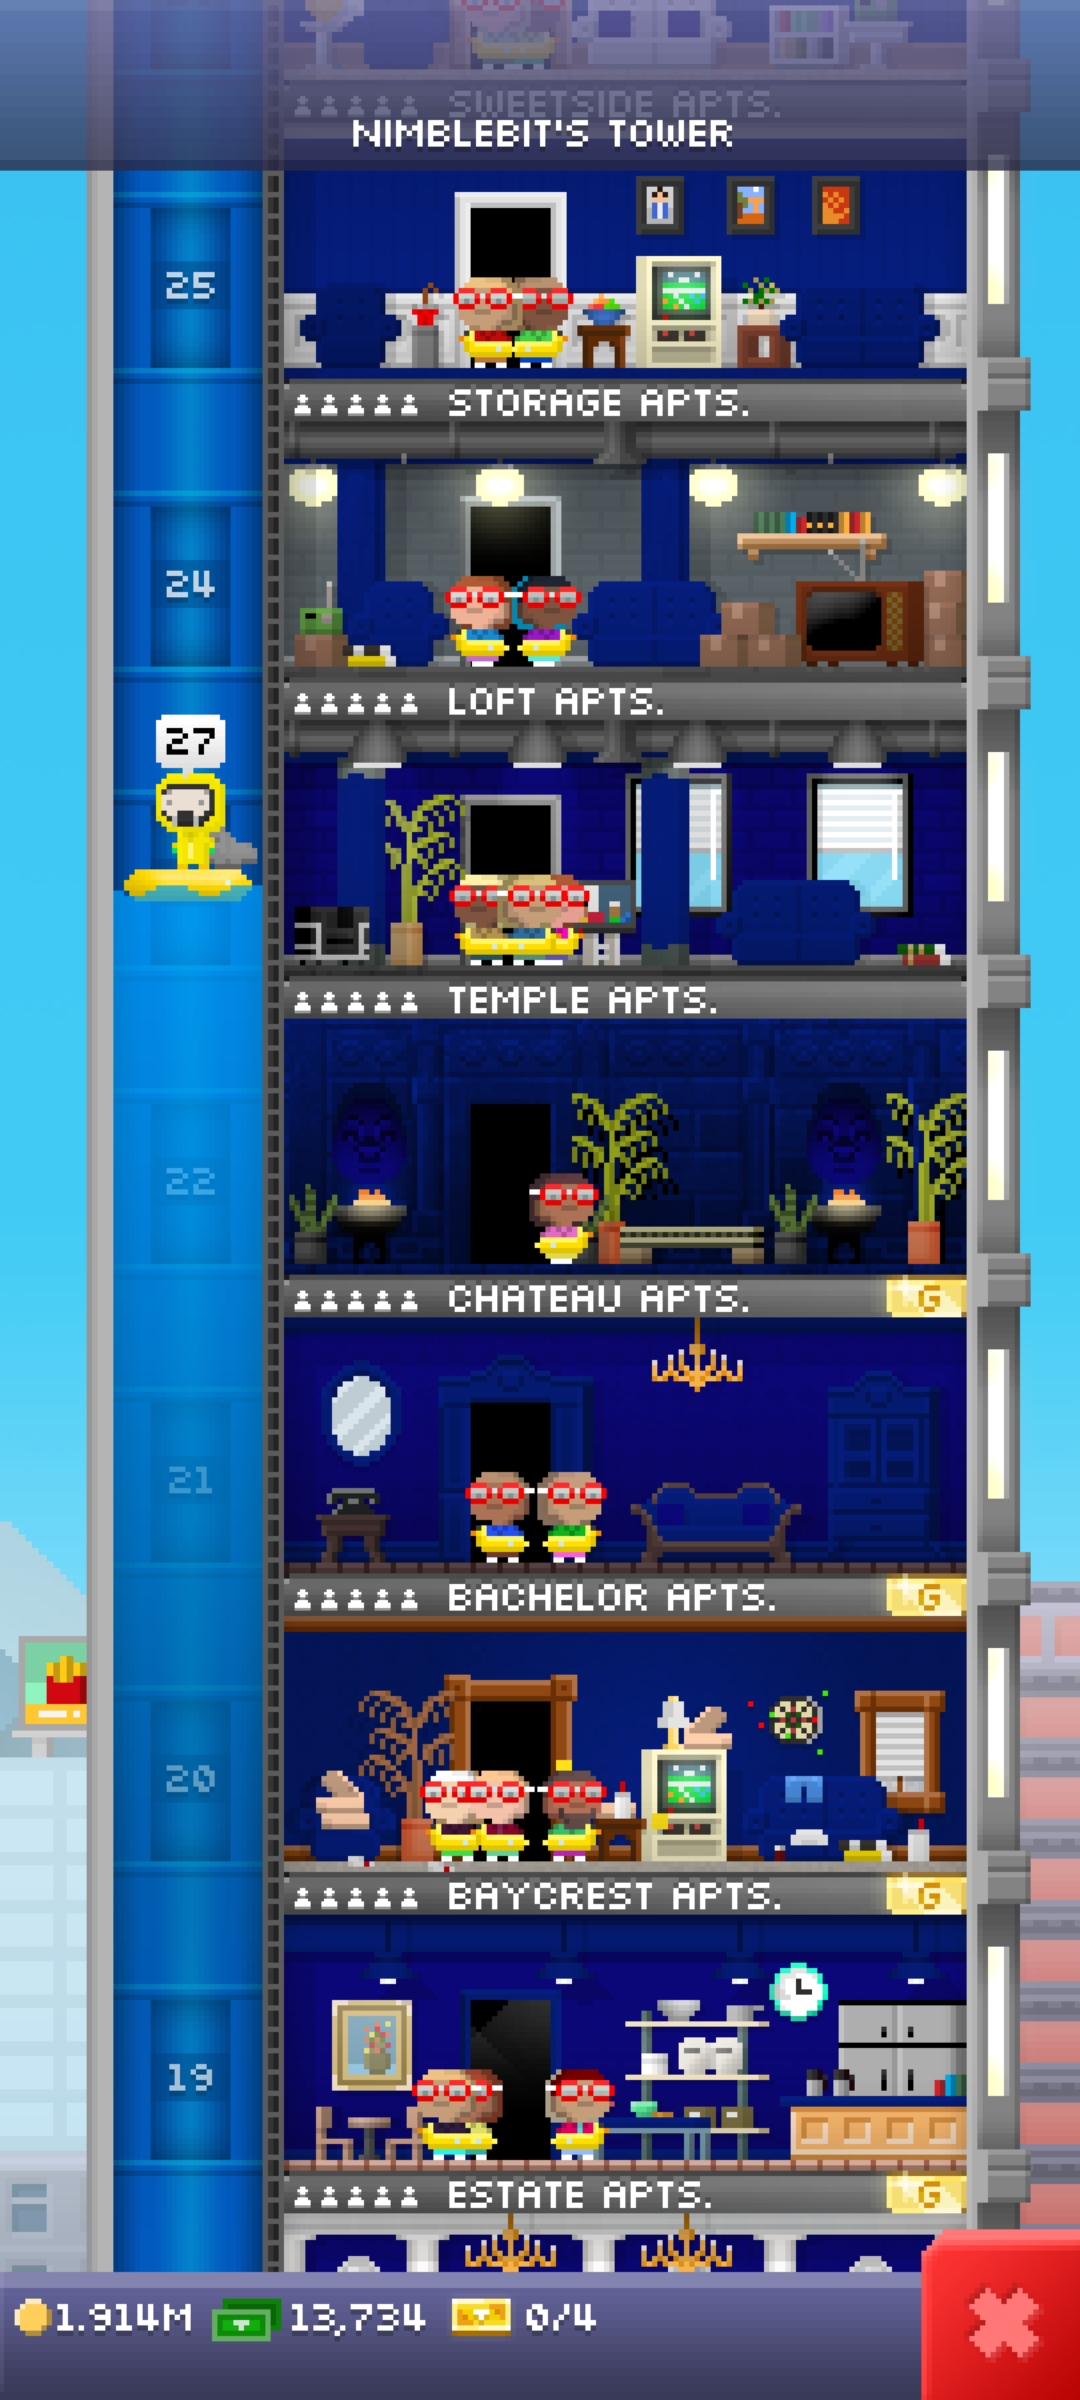 SWEETSIDE APTS.
NIMBLEBIT'S TOWER
25
STORAGE APTS.
24
LOFT APTS.
27
TEMPLE APTS.
22
CHATEAU APTS. G
21
BACHELOR APTS. G
20
BAYCREST APTS. G
19
ESTATE APTS. G
1.914M 13,734 0/4